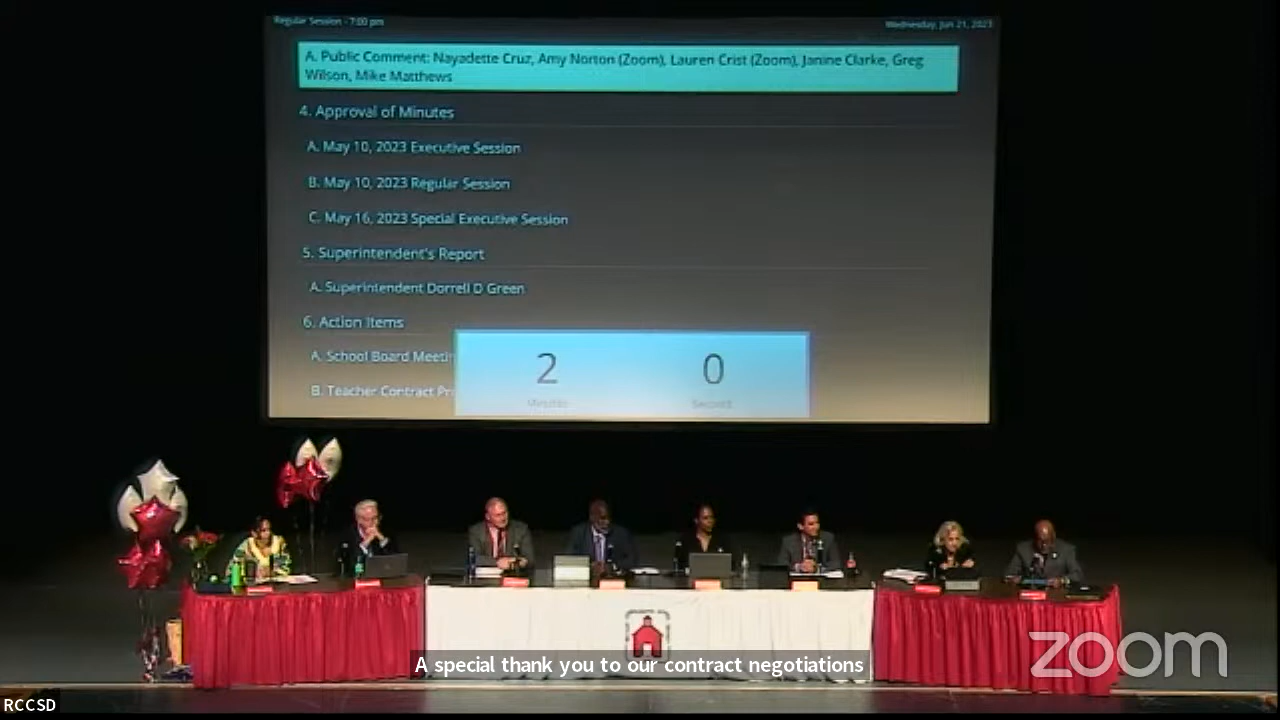 Regular Session - 7:00 pm
Wednesday, Jun 21, 2023
A. Public Comment: Nayadette Cruz, Amy Norton (Zoom), Lauren Crist (Zoom), Janine Clarke, Greg
Wilson, Mike Matthews
4. Approval of Minutes
A. May 10, 2023 Executive Session
B. May 10, 2023 Regular Session
C. May 16, 2023 Special Executive Session
5. Superintendent's Report
A. Superintendent Dorrell D Green
6. Action Items
A. School Board
B. Teacher Contract
2 0
Minutes Seconds
A special thank you to our contract negotiations
zoom
RCCSD